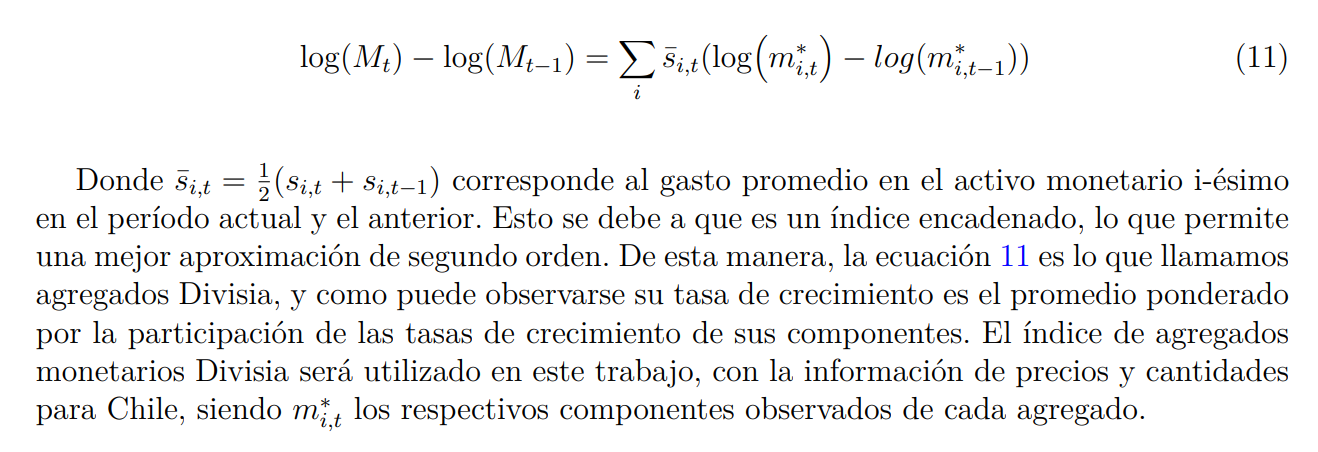 log(M_t) − log(M_{t−1}) = ∑_i s̄_{i,t}(log(m*_{i,t}) − log(m*_{i,t−1})) (11)
Donde s̄_{i,t} = ½(s_{i,t} + s_{i,t−1}) corresponde al gasto promedio en el activo monetario i-ésimo
en el período actual y el anterior. Esto se debe a que es un índice encadenado, lo que permite
una mejor aproximación de segundo orden. De esta manera, la ecuación 11 es lo que llamamos
agregados Divisia, y como puede observarse su tasa de crecimiento es el promedio ponderado
por la participación de las tasas de crecimiento de sus componentes. El índice de agregados
monetarios Divisia será utilizado en este trabajo, con la información de precios y cantidades
para Chile, siendo m*_{i,t} los respectivos componentes observados de cada agregado.